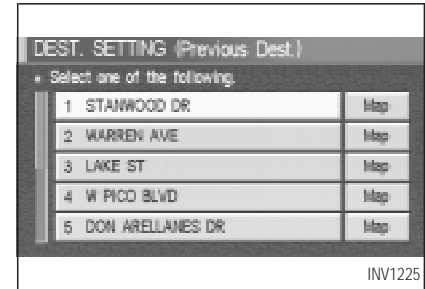 DEST. SETTING (Previous Dest.)
Select one of the following.
1 STANWOOD DR Map
2 WARREN AVE Map
3 LAKE ST Map
4 W PICO BLVD Map
5 DON ARELLANES DR Map
INV1225